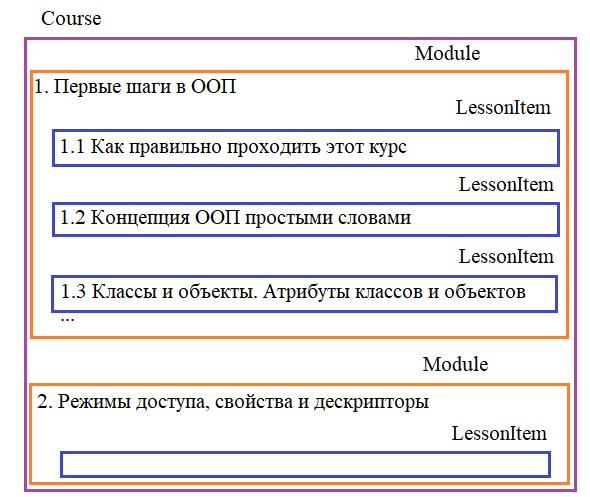 Course
Module
1. Первые шаги в ООП
LessonItem
1.1 Как правильно проходить этот курс
LessonItem
1.2 Концепция ООП простыми словами
LessonItem
1.3 Классы и объекты. Атрибуты классов и объектов
...
Module
2. Режимы доступа, свойства и дескрипторы
LessonItem